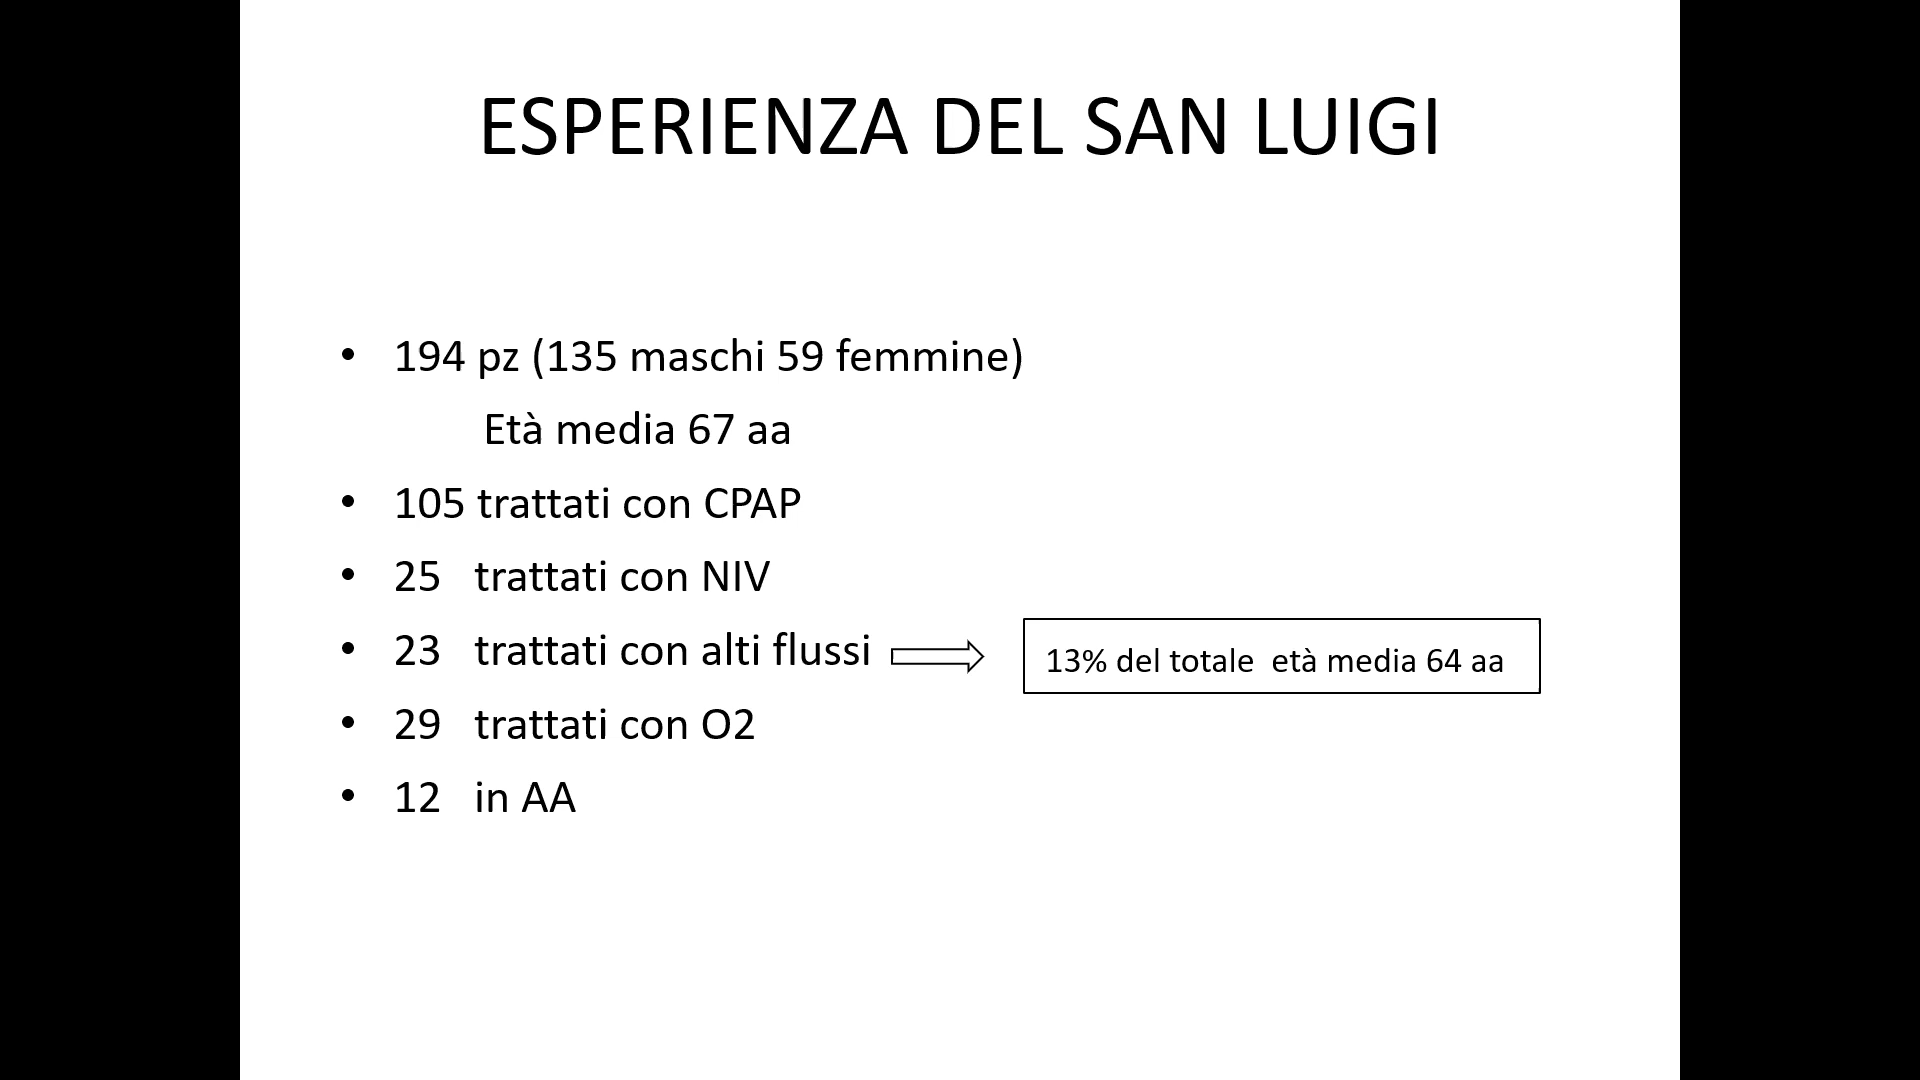 ESPERIENZA DEL SAN LUIGI
• 194 pz (135 maschi 59 femmine)
Età media 67 aa
• 105 trattati con CPAP
• 25 trattati con NIV
• 23 trattati con alti flussi
13% del totale età media 64 aa
• 29 trattati con O2
• 12 in AA